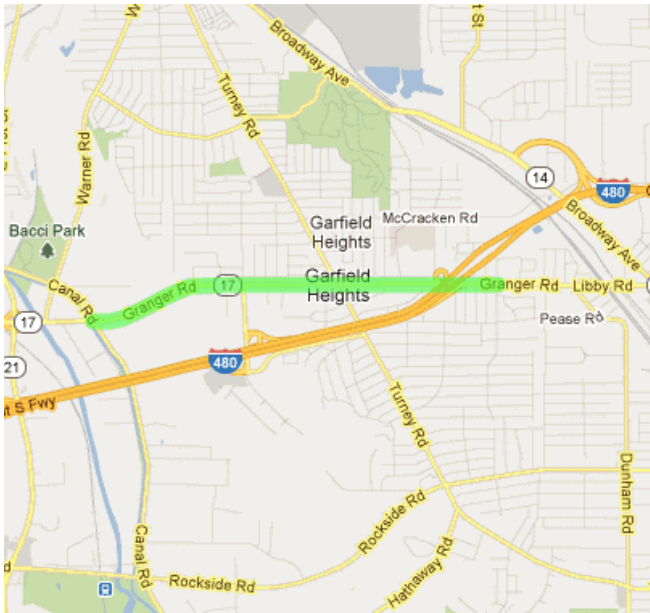 Broadway Ave
Turney Rd
Warner Rd
14
480
McCracken Rd
Broadway Ave
Garfield
Heights
Bacci Park
Canal Rd
Granger Rd
17
Garfield
Heights
Granger Rd
Libby Rd
17
Pease Rd
21
480
t S Fwy
Turney Rd
Dunham Rd
Rockside Rd
Canal Rd
Rockside Rd
Hathaway Rd